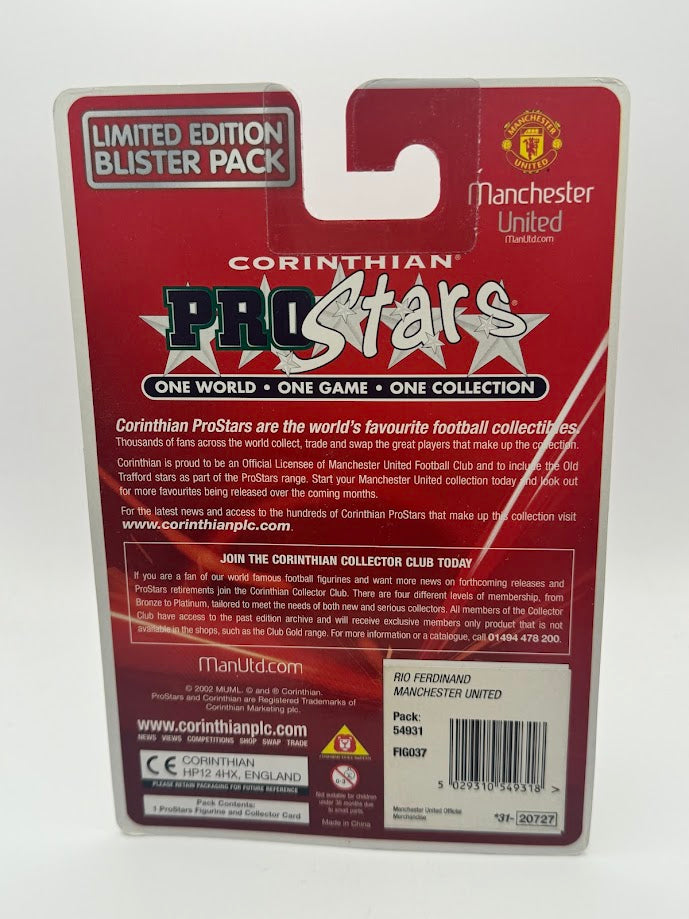 LIMITED EDITION
BLISTER PACK
MANCHESTER
UNITED
Manchester
United
ManUtd.com
CORINTHIAN®
PROStars®
ONE WORLD • ONE GAME • ONE COLLECTION
Corinthian ProStars are the world's favourite football collectibles.
Thousands of fans across the world collect, trade and swap the great players that make up the collection.
Corinthian is proud to be an Official Licensee of Manchester United Football Club and to include the Old
Trafford stars as part of the ProStars range. Start your Manchester United collection today and look out
for more favourites being released over the coming months.
For the latest news and access to the hundreds of Corinthian ProStars that make up this collection visit
www.corinthianplc.com.
JOIN THE CORINTHIAN COLLECTOR CLUB TODAY
If you are a fan of our world famous football figurines and want more news on forthcoming releases and
ProStars retirements join the Corinthian Collector Club. There are four different levels of membership, from
Bronze to Platinum, tailored to meet the needs of both new and serious collectors. All members of the Collector
Club have access to the past edition archive and will receive exclusive members only product that is not
available in the shops, such as the Club Gold range. For more information or a catalogue, call 01494 478 200.
ManUtd.com
© 2002 MUML. © and ® Corinthian.
ProStars and Corinthian are Registered Trademarks of
Corinthian Marketing plc.
www.corinthianplc.com
NEWS VIEWS COMPETITIONS SHOP SWAP TRADE
CE CORINTHIAN
HP12 4HX, ENGLAND
PLEASE RETAIN PACKAGING FOR FUTURE REFERENCE
Pack Contents:
1 ProStars Figurine and Collector Card
0-3
Not suitable for children
under 36 months due
to small parts.
Made in China
RIO FERDINAND
MANCHESTER UNITED
Pack:
54931
FIG037
5 029310 549318 >
Manchester United Official
Merchandise
*31- 20727